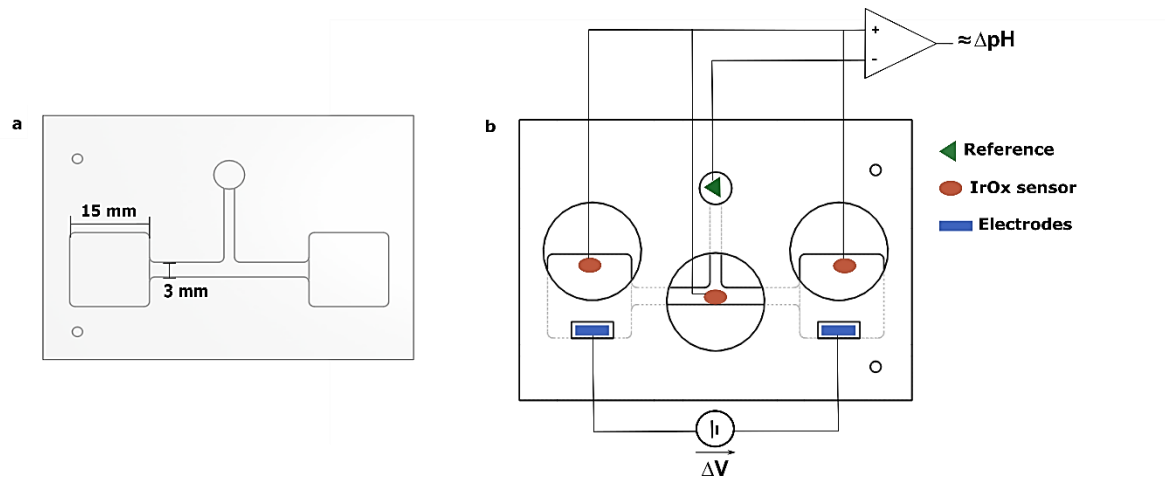 a
15 mm
3 mm
b
+
-
≈ΔpH
Reference
IrOx sensor
Electrodes
ΔV